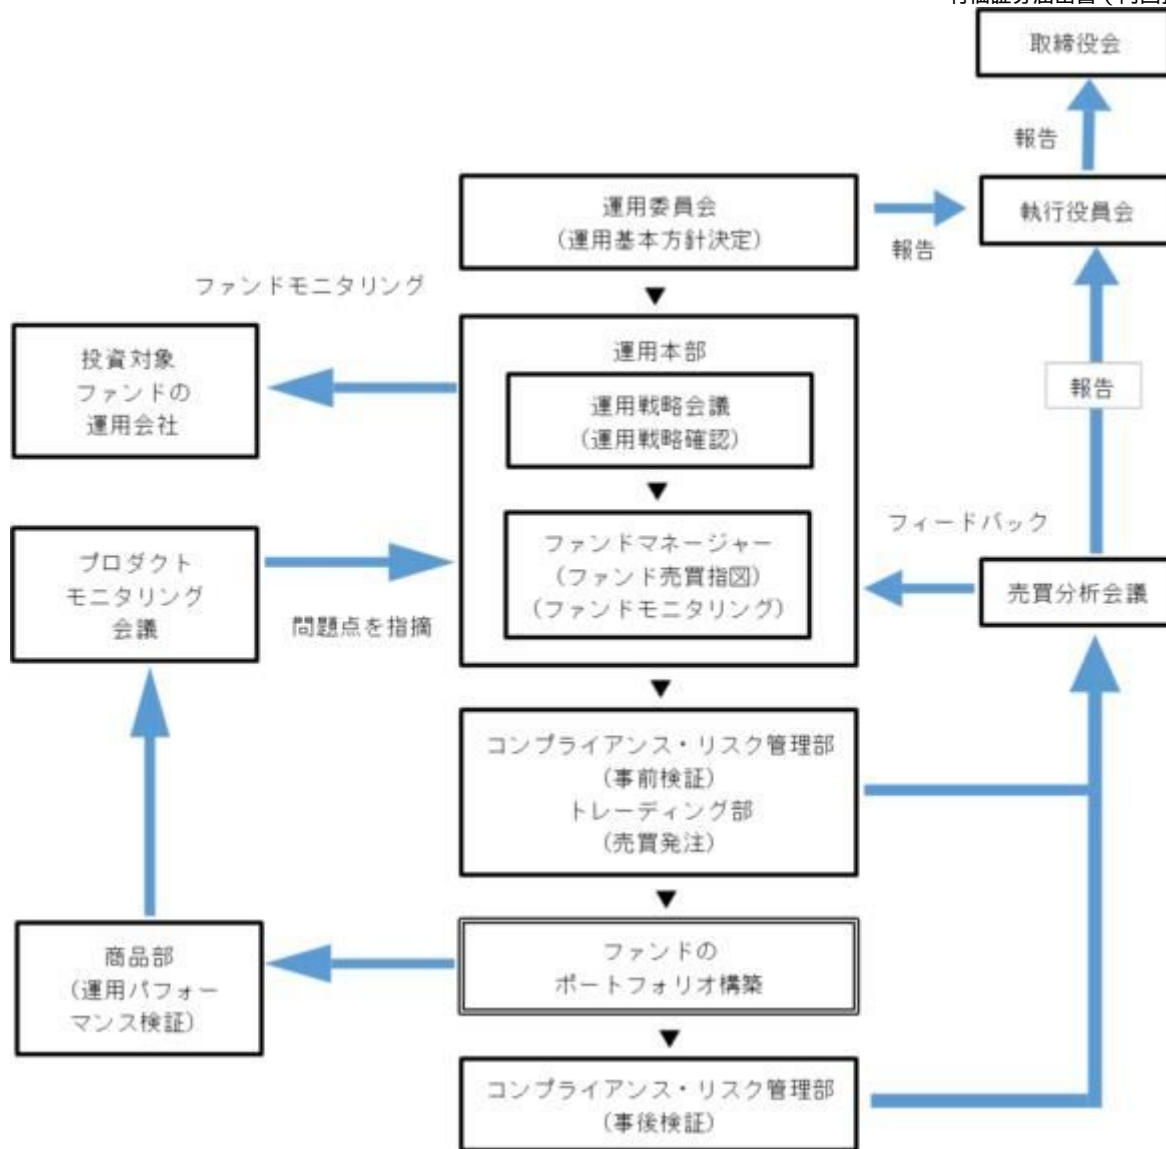 取締役会
報告
運用委員会
(運用基本方針決定)
報告
執行役員会
ファンドモニタリング
投資対象
ファンドの
運用会社
運用本部
運用戦略会議
(運用戦略確認)
報告
プロダクト
モニタリング
会議
問題点を指摘
ファンドマネージャー
(ファンド売買指図)
(ファンドモニタリング)
フィードバック
売買分析会議
コンプライアンス・リスク管理部
(事前検証)
トレーディング部
(売買発注)
商品部
(運用パフォー
マンス検証)
ファンドの
ポートフォリオ構築
コンプライアンス・リスク管理部
(事後検証)